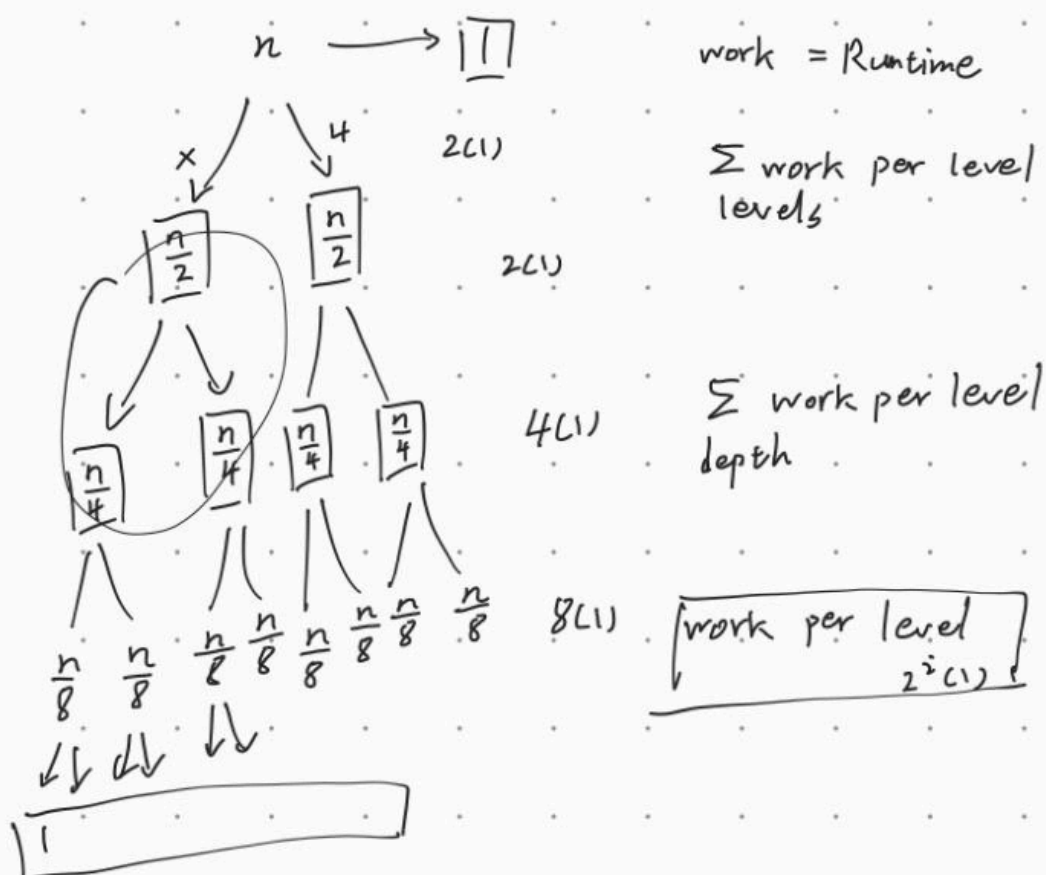 n → 1
work = Runtime
x 4
2(1)
Σ work per level
levels
n/2 n/2
2(1)
Σ work per level
depth
n/4 n/4 n/4 n/4
4(1)
n/8 n/8 n/8 n/8 n/8 n/8 n/8 n/8
8(1)
work per level
2^i(1)
1